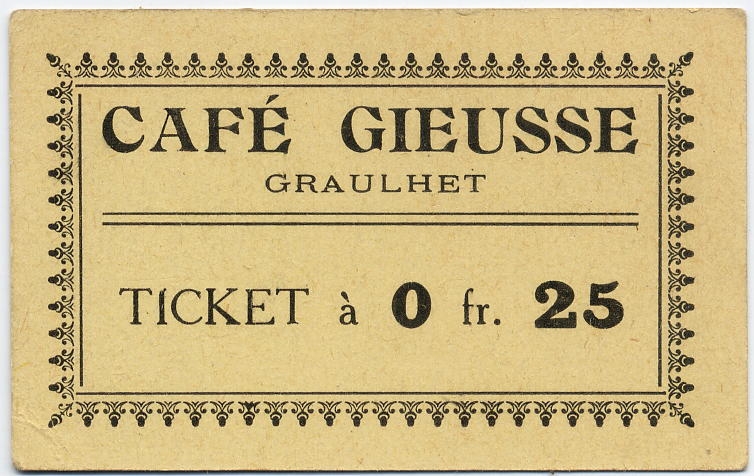 CAFÉ GIEUSSE
GRAULHET
TICKET à 0 fr. 25